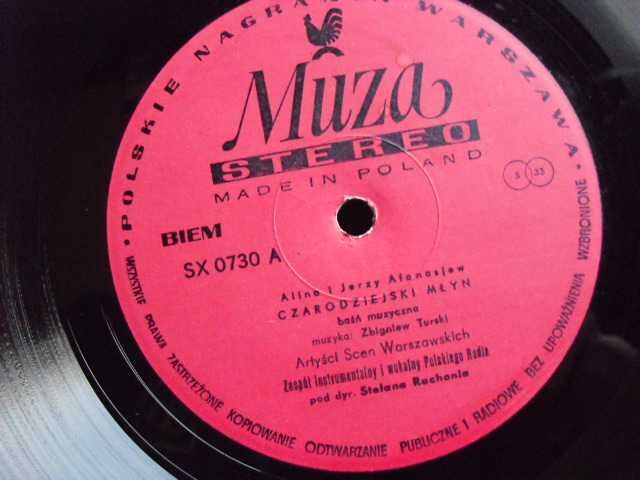 • POLSKIE NAGRANIA WARSZAWA •
Muza
STEREO
MADE IN POLAND
S 33
BIEM
SX 0730 A
Alina i Jerzy Afanasjew
CZARODZIEJSKI MŁYN
baśń muzyczna
muzyka: Zbigniew Turski
Artyści Scen Warszawskich
Zespół instrumentalny i wokalny Polskiego Radia
pod dyr. Stefana Rachonia
WSZYSTKIE PRAWA ZASTRZEŻONE KOPIOWANIE ODTWARZANIE PUBLICZNE I RADIOWE BEZ UPOWAŻNIENIA WZBRONIONE